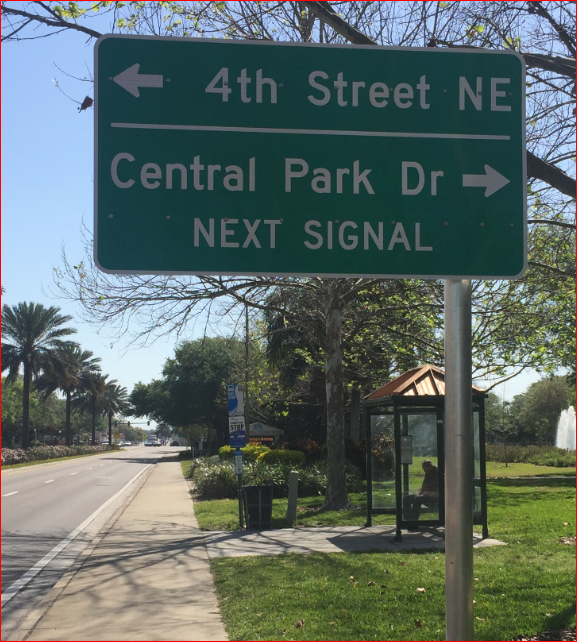 4th Street NE
Central Park Dr
NEXT SIGNAL
STOP